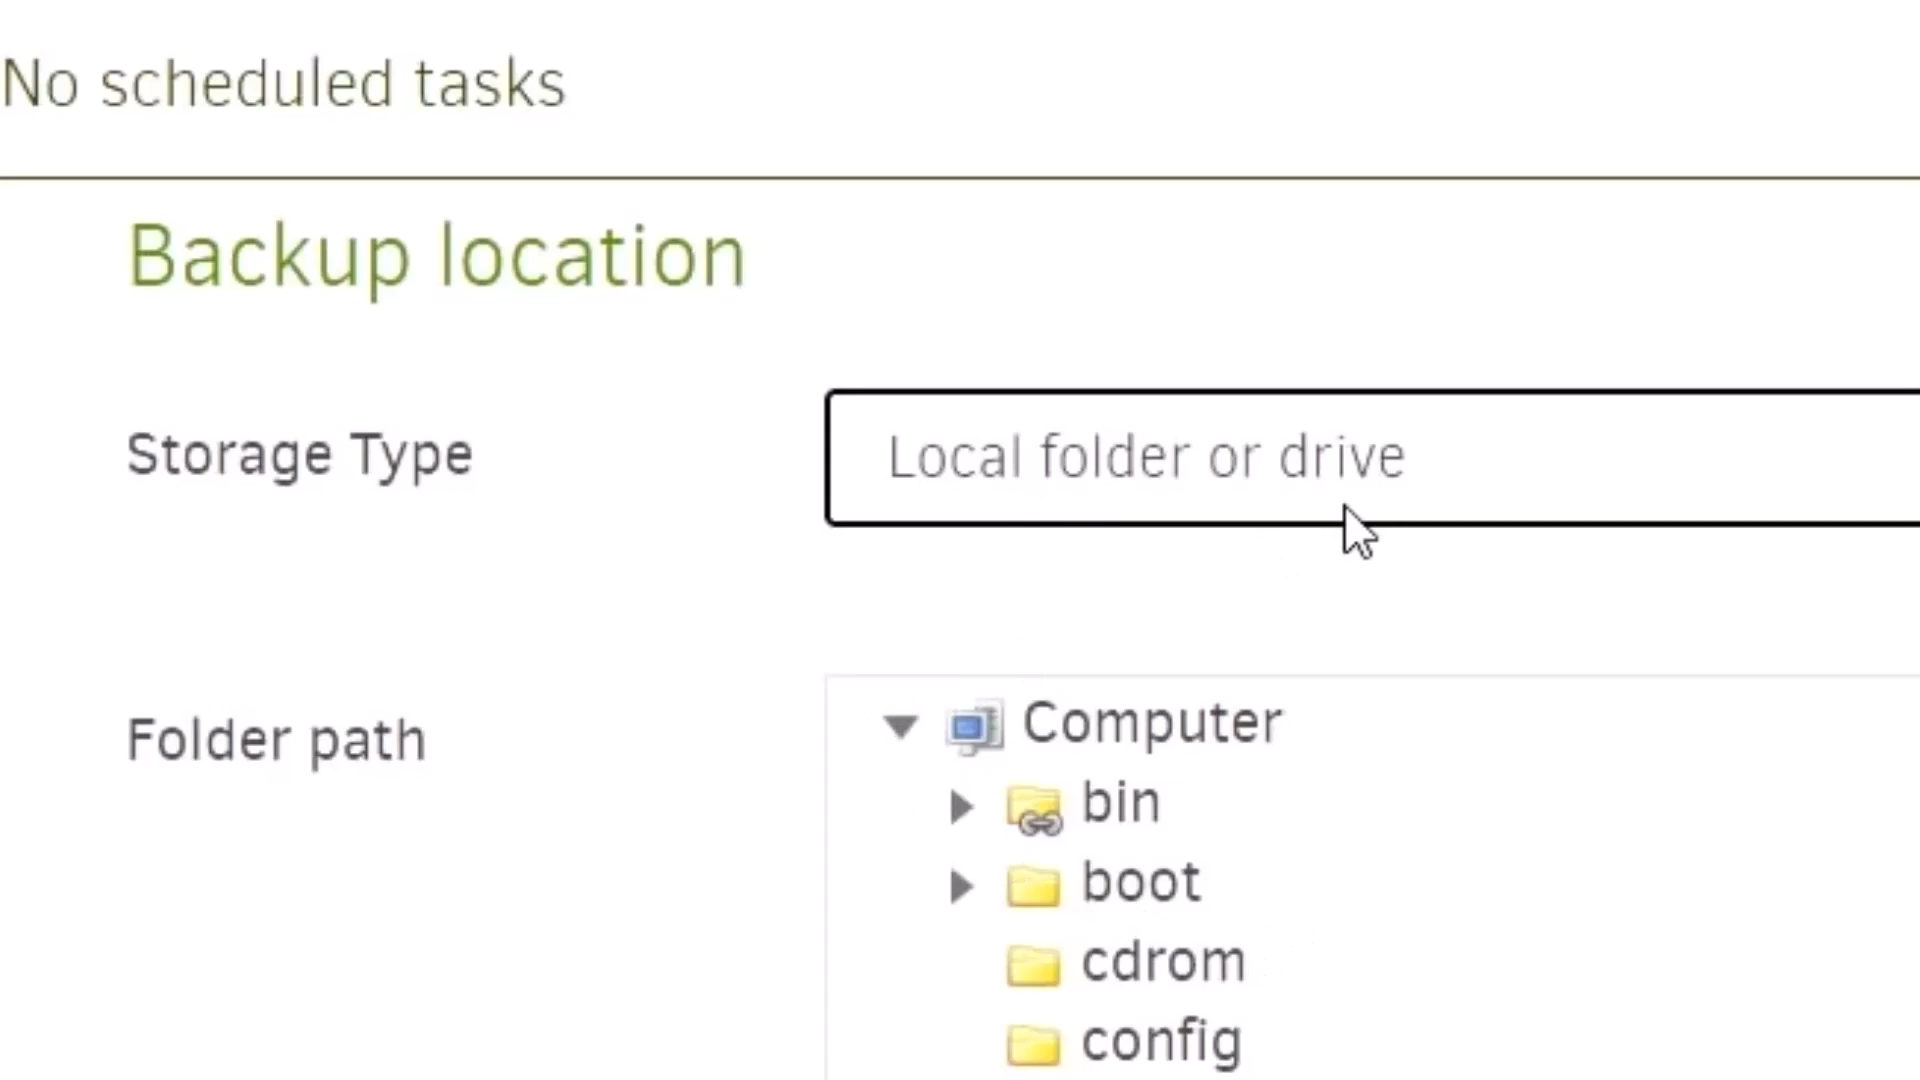 No scheduled tasks
Backup location
Storage Type
Local folder or drive
Folder path
Computer
bin
boot
cdrom
config